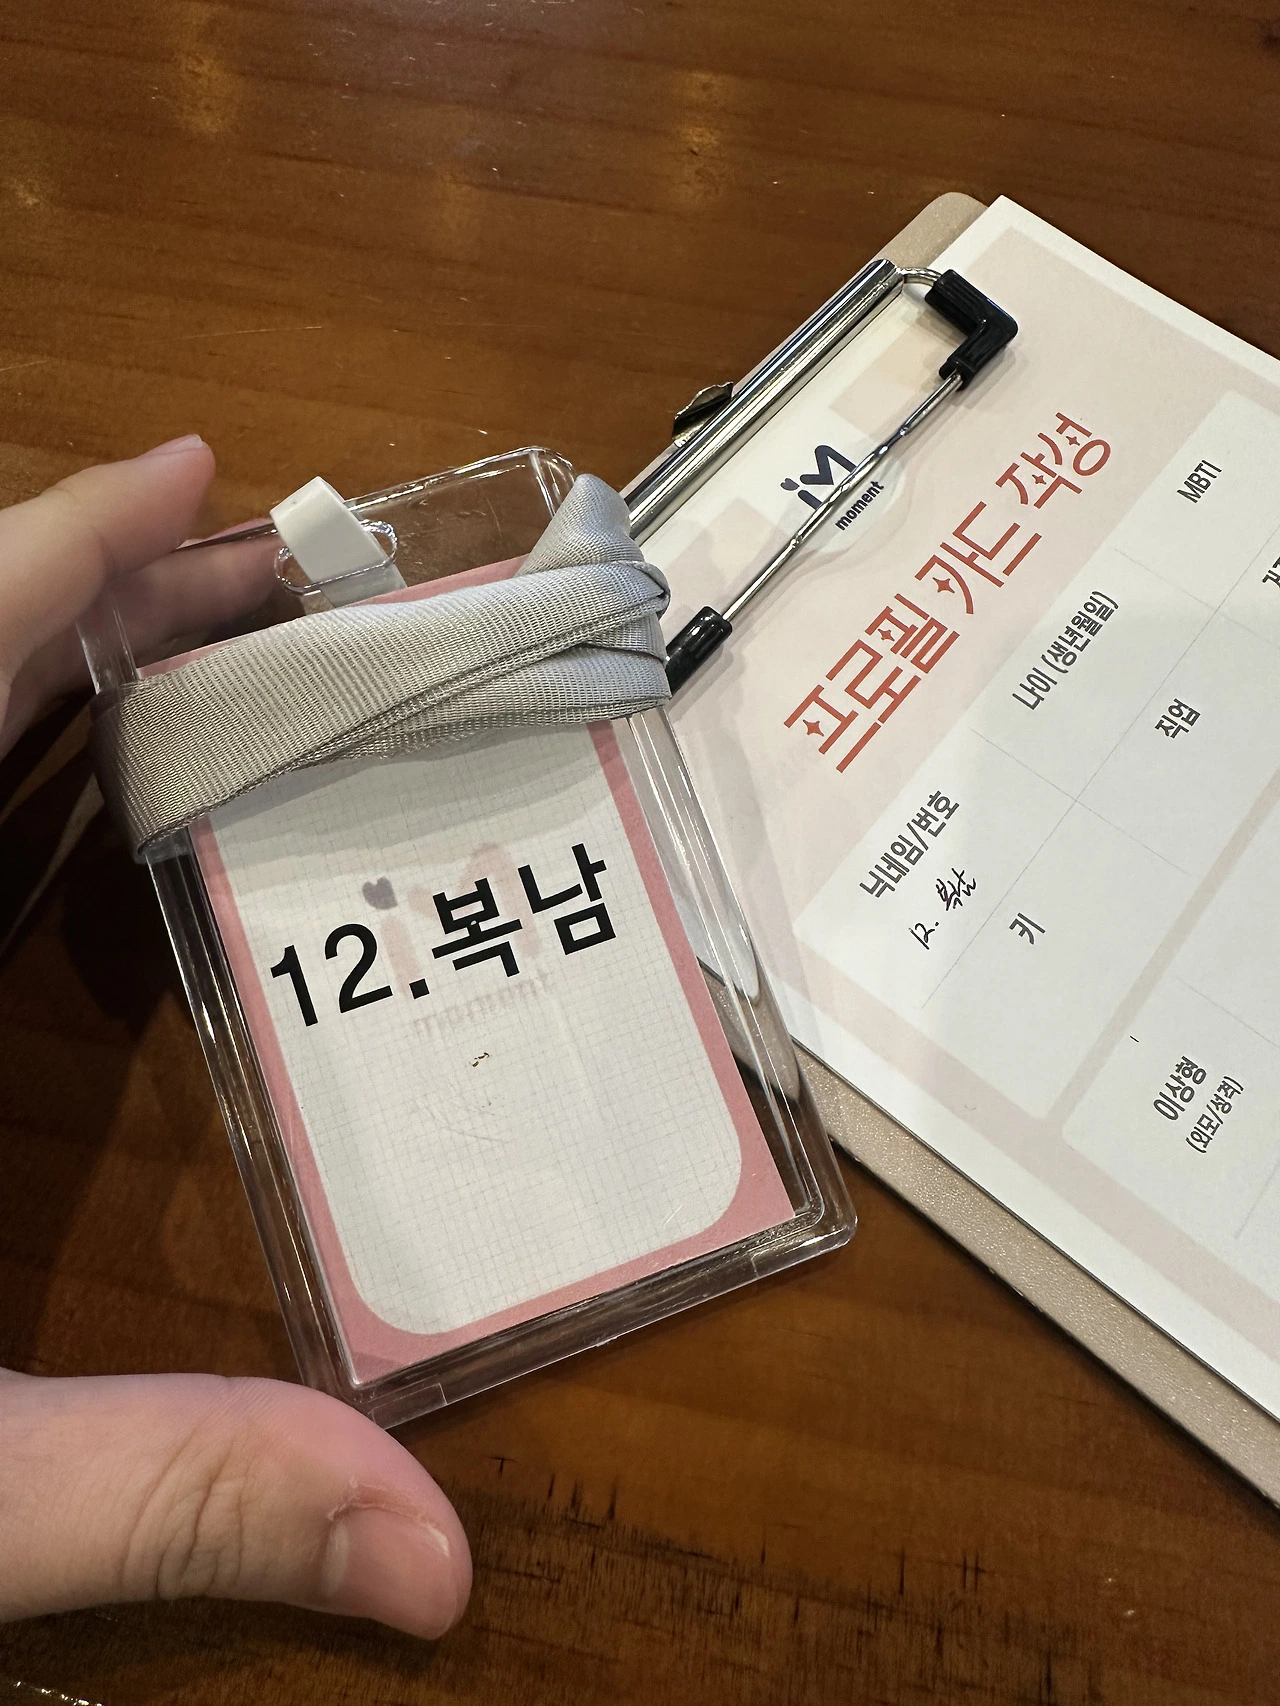 12.복남
iM
moment
프로필 카드 작성
닉네임/번호
12. 복남
나이 (생년월일)
MBTI
키
직업
이상형
(외모/성격)